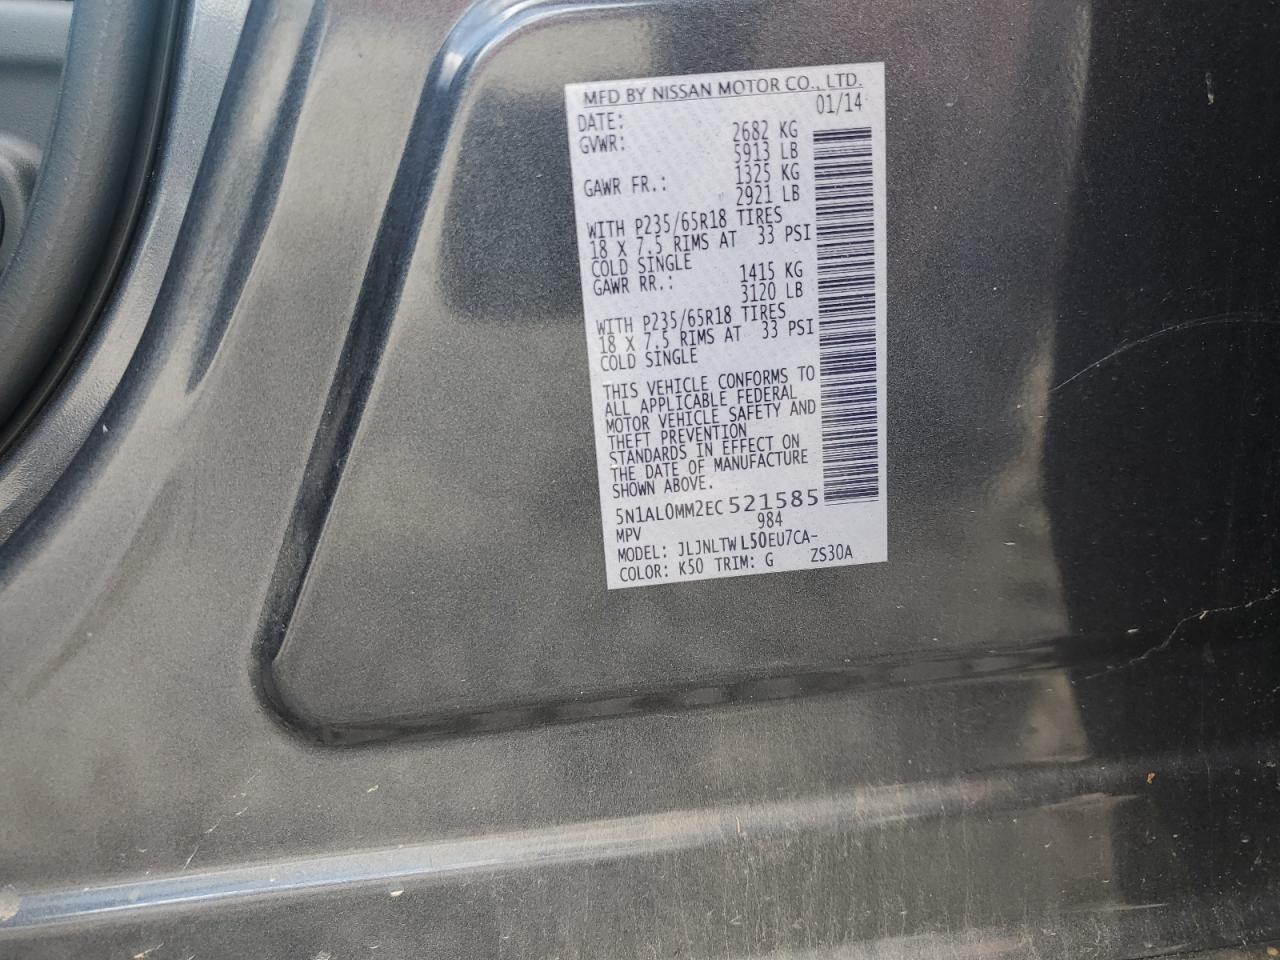 MFD BY NISSAN MOTOR CO., LTD.
DATE: 01/14
GVWR: 2682 KG
5913 LB
GAWR FR.: 1325 KG
2921 LB
WITH P235/65R18 TIRES
18 X 7.5 RIMS AT 33 PSI
COLD SINGLE
GAWR RR.: 1415 KG
3120 LB
WITH P235/65R18 TIRES
18 X 7.5 RIMS AT 33 PSI
COLD SINGLE
THIS VEHICLE CONFORMS TO
ALL APPLICABLE FEDERAL
MOTOR VEHICLE SAFETY AND
THEFT PREVENTION
STANDARDS IN EFFECT ON
THE DATE OF MANUFACTURE
SHOWN ABOVE.
5N1AL0MM2EC521585
MPV 984
MODEL: JLJNLTWL50EU7CA-
COLOR: K50 TRIM: G ZS30A